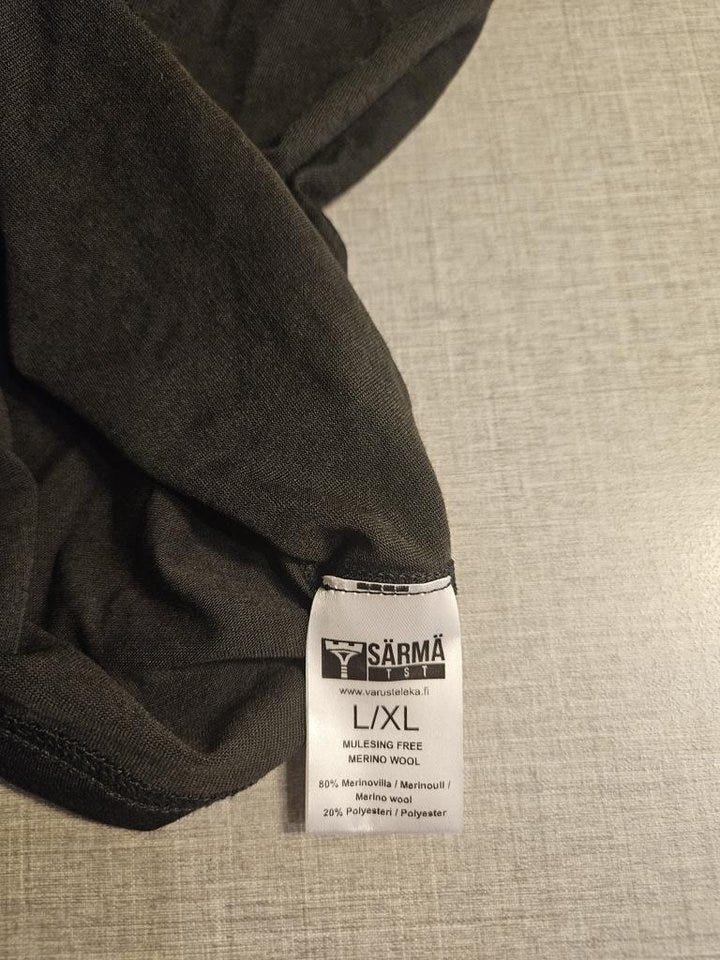 SÄRMÄ
TST
www.varusteleka.fi
L/XL
MULESING FREE
MERINO WOOL
80% Merinovilla / Merinoull /
Merino wool
20% Polyesteri / Polyester